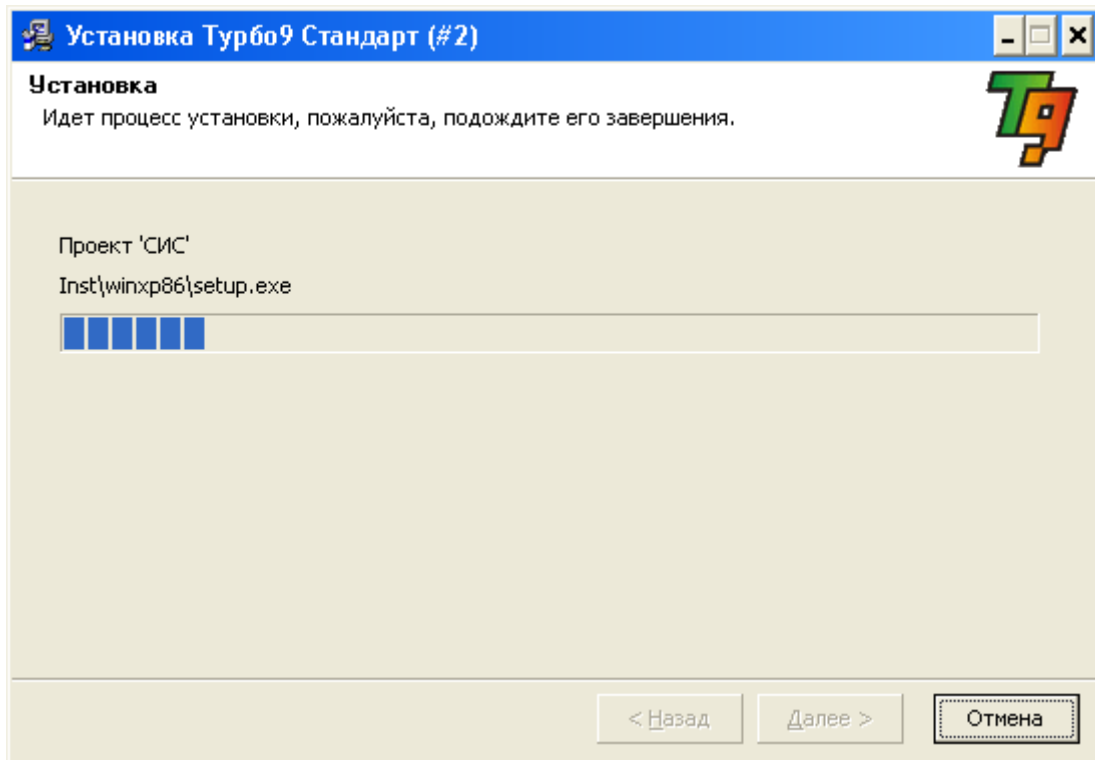 Установка Турбо9 Стандарт (#2)
Установка
Идет процесс установки, пожалуйста, подождите его завершения.
T9
Проект 'СИС'
Inst\winxp86\setup.exe
< Назад
Далее >
Отмена